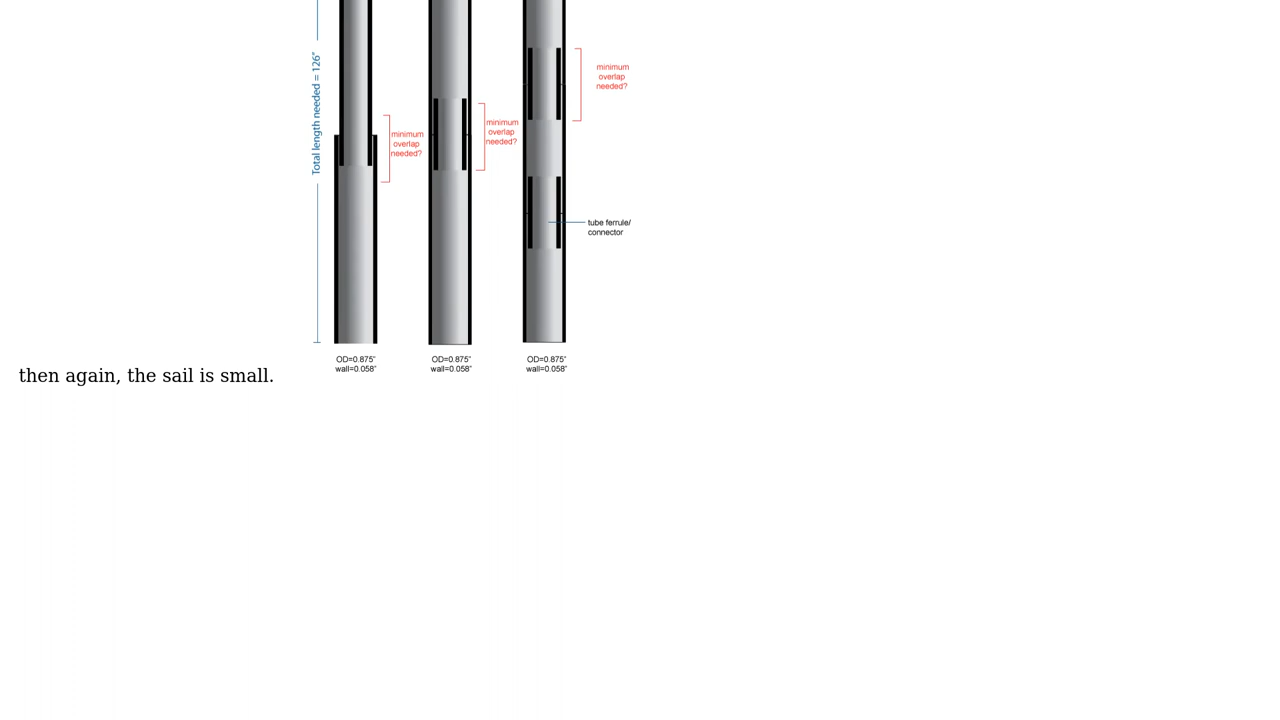 Total length needed = 126"
minimum
overlap
needed?
minimum
overlap
needed?
minimum
overlap
needed?
tube ferrule/
connector
OD=0.875"
wall=0.058"
OD=0.875"
wall=0.058"
OD=0.875"
wall=0.058"
then again, the sail is small.